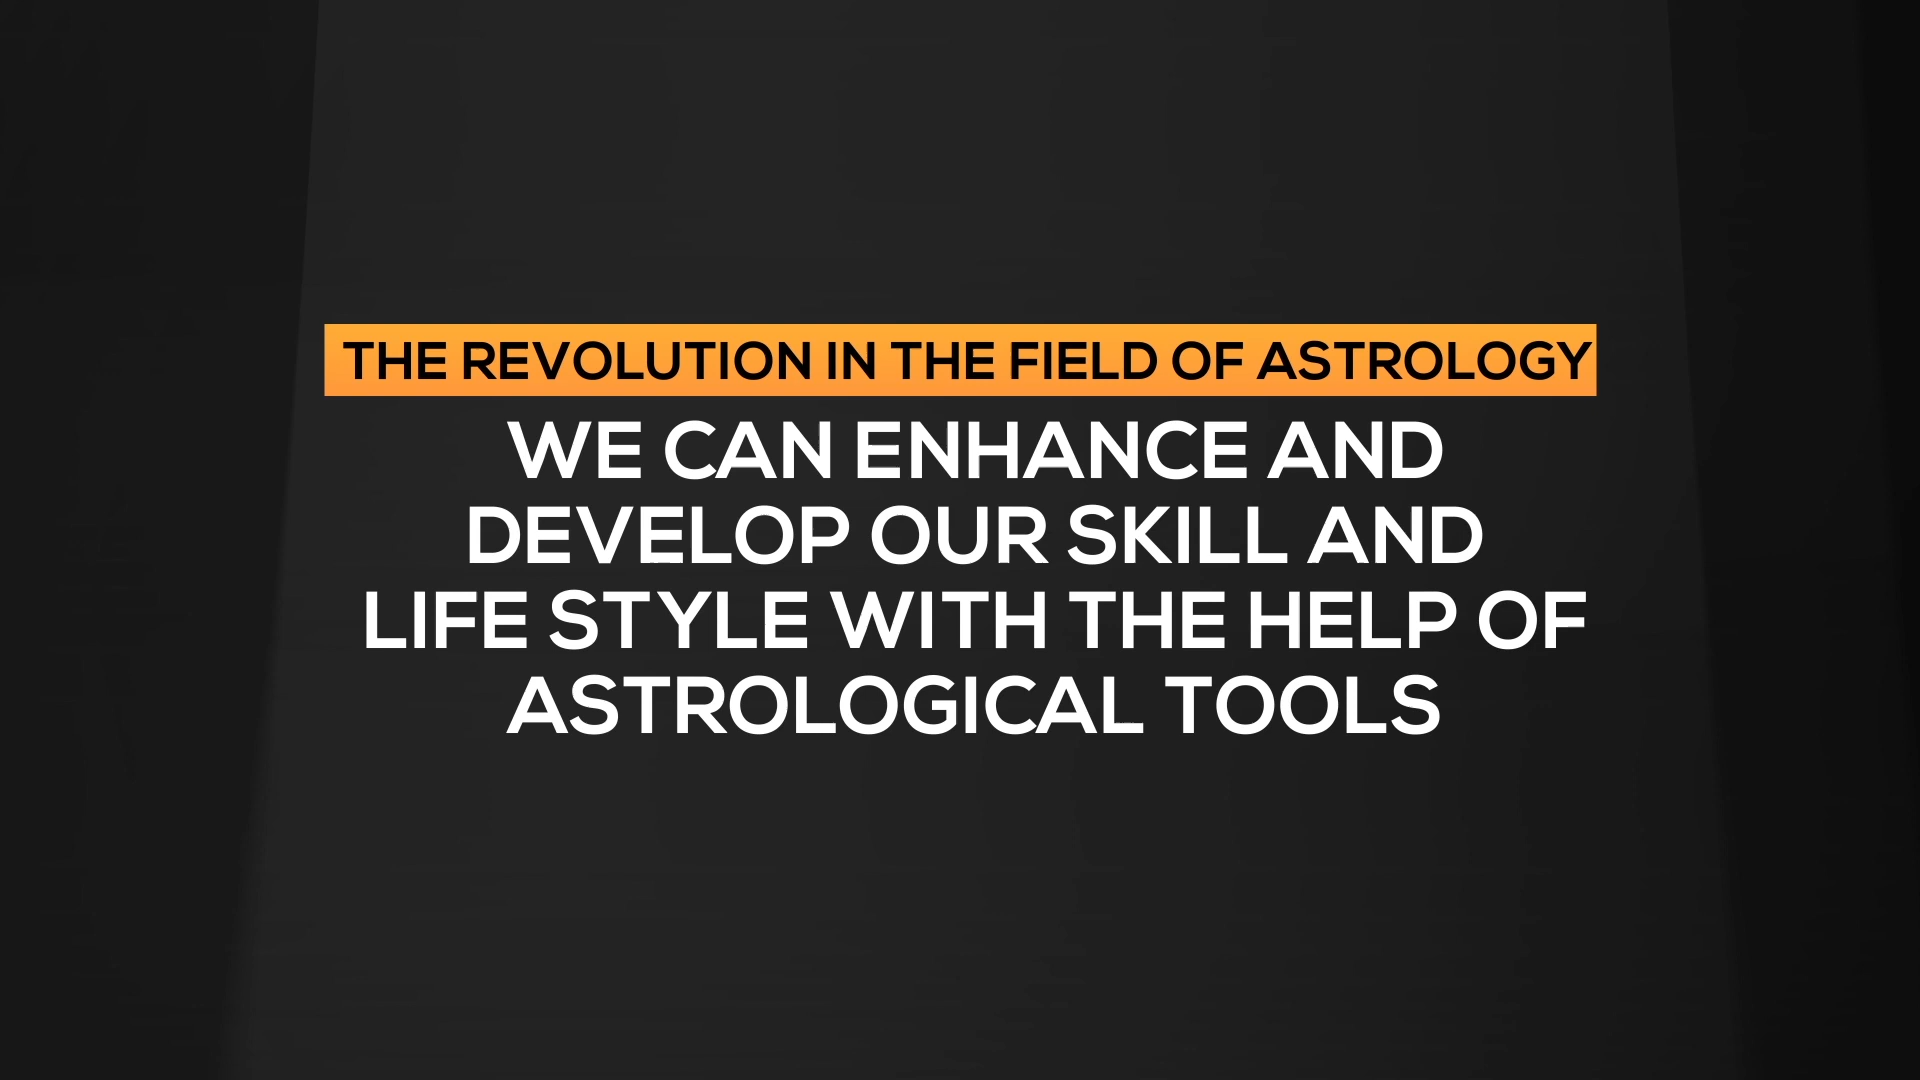 THE REVOLUTION IN THE FIELD OF ASTROLOGY
WE CAN ENHANCE AND
DEVELOP OUR SKILL AND
LIFE STYLE WITH THE HELP OF
ASTROLOGICAL TOOLS